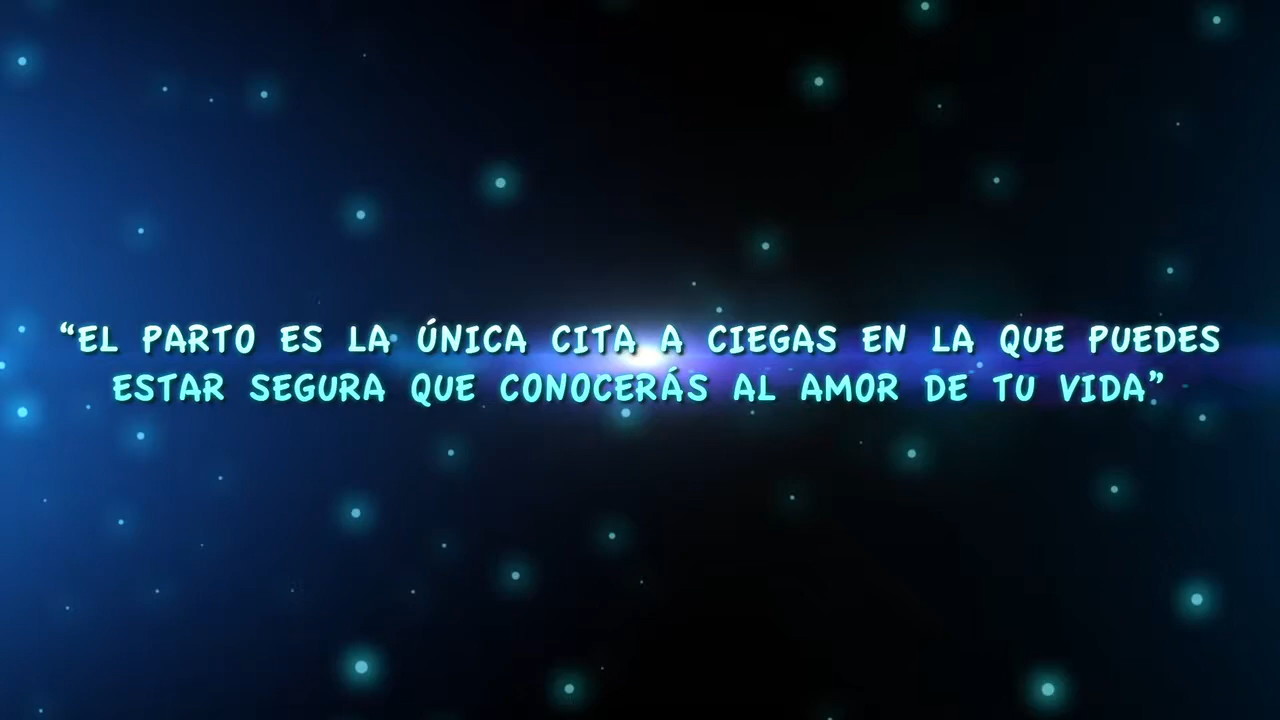 “EL PARTO ES LA ÚNICA CITA A CIEGAS EN LA QUE PUEDES
ESTAR SEGURA QUE CONOCERÁS AL AMOR DE TU VIDA”